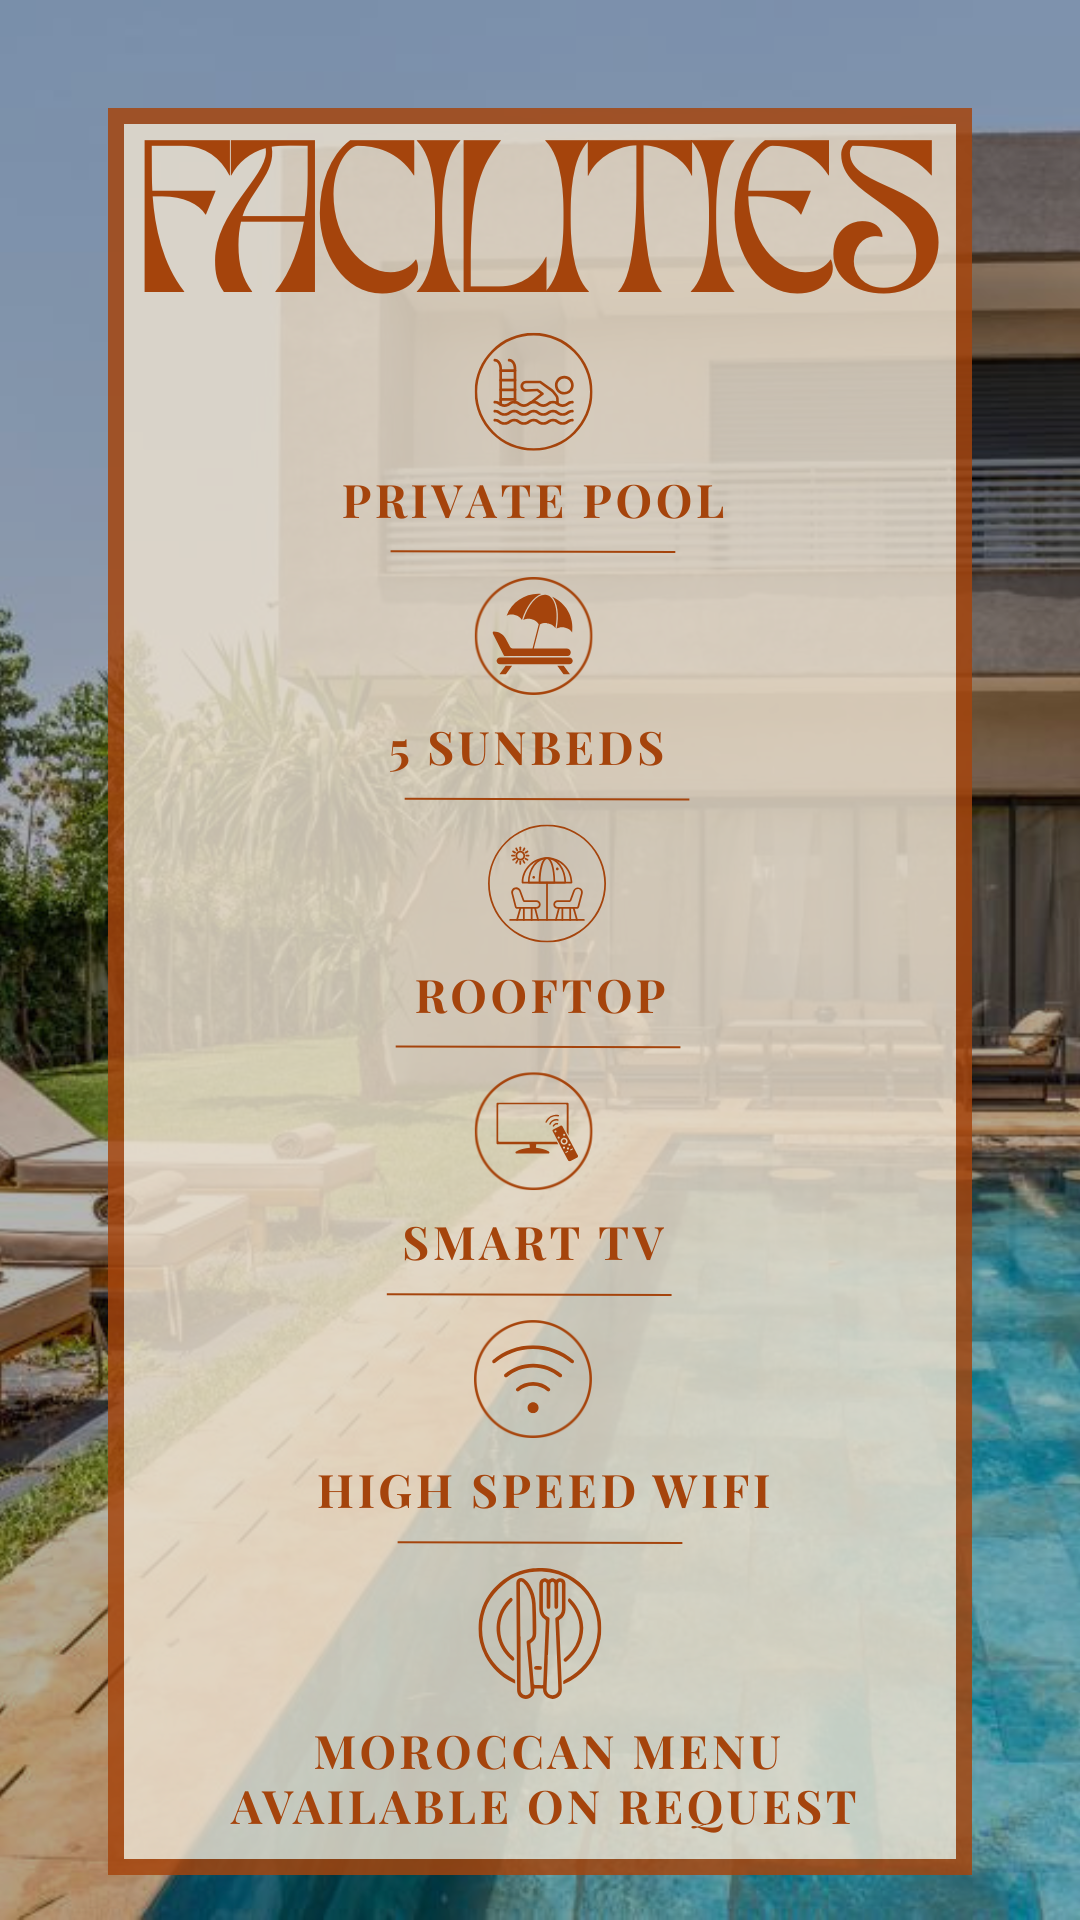 FACILITIES
PRIVATE POOL
5 SUNBEDS
ROOFTOP
SMART TV
HIGH SPEED WIFI
MOROCCAN MENU
AVAILABLE ON REQUEST